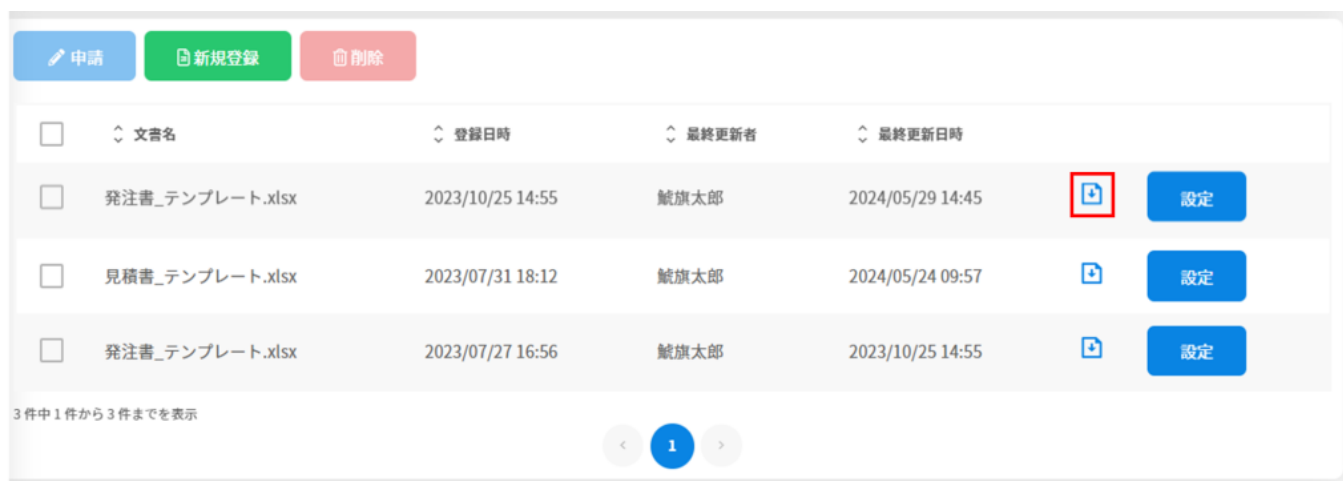 申請 新規登録 削除
文書名 登録日時 最終更新者 最終更新日時
発注書_テンプレート.xlsx 2023/10/25 14:55 鯱旗太郎 2024/05/29 14:45 設定
見積書_テンプレート.xlsx 2023/07/31 18:12 鯱旗太郎 2024/05/24 09:57 設定
発注書_テンプレート.xlsx 2023/07/27 16:56 鯱旗太郎 2023/10/25 14:55 設定
3件中1件から3件までを表示
‹ 1 ›